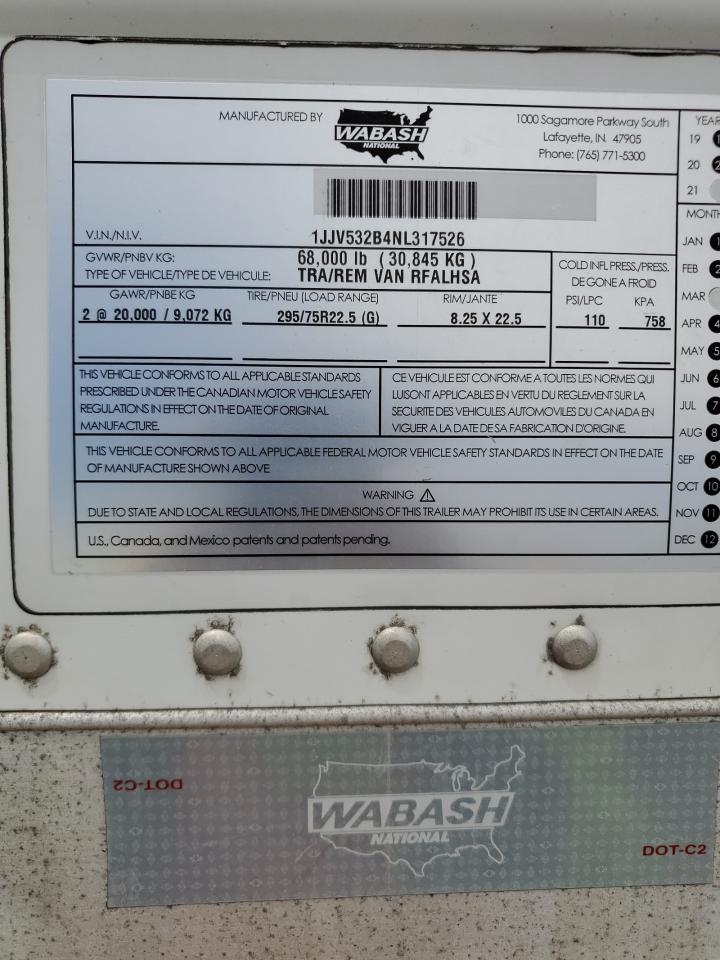 MANUFACTURED BY
WABASH
NATIONAL
1000 Sagamore Parkway South
Lafayette, IN 47905
Phone: (765) 771-5300
V.I.N./N.I.V.
1JJV532B4NL317526
GVWR/PNBV KG: 68,000 lb ( 30,845 KG )
TYPE OF VEHICLE/TYPE DE VEHICULE: TRA/REM VAN RFALHSA
COLD INFL PRESS./PRESS.
DE GONE A FROID
GAWR/PNBE KG TIRE/PNEU (LOAD RANGE) RIM/JANTE PSI/LPC KPA
2 @ 20,000 / 9,072 KG 295/75R22.5 (G) 8.25 X 22.5 110 758
THIS VEHICLE CONFORMS TO ALL APPLICABLE STANDARDS
PRESCRIBED UNDER THE CANADIAN MOTOR VEHICLE SAFETY
REGULATIONS IN EFFECT ON THE DATE OF ORIGINAL
MANUFACTURE.
CE VEHICULE EST CONFORME A TOUTES LES NORMES QUI
LUISONT APPLICABLES EN VERTU DU REGLEMENT SUR LA
SECURITE DES VEHICULES AUTOMOVILES DU CANADA EN
VIGUER A LA DATE DE SA FABRICATION D'ORIGINE.
THIS VEHICLE CONFORMS TO ALL APPLICABLE FEDERAL MOTOR VEHICLE SAFETY STANDARDS IN EFFECT ON THE DATE
OF MANUFACTURE SHOWN ABOVE
WARNING
DUE TO STATE AND LOCAL REGULATIONS, THE DIMENSIONS OF THIS TRAILER MAY PROHIBIT ITS USE IN CERTAIN AREAS.
U.S., Canada, and Mexico patents and patents pending.
YEAR
19
20
21
MONTH
JAN 1
FEB 2
MAR
APR 4
MAY 5
JUN 6
JUL 7
AUG 8
SEP 9
OCT 10
NOV 11
DEC 12
DOT-C2
WABASH
NATIONAL
DOT-C2